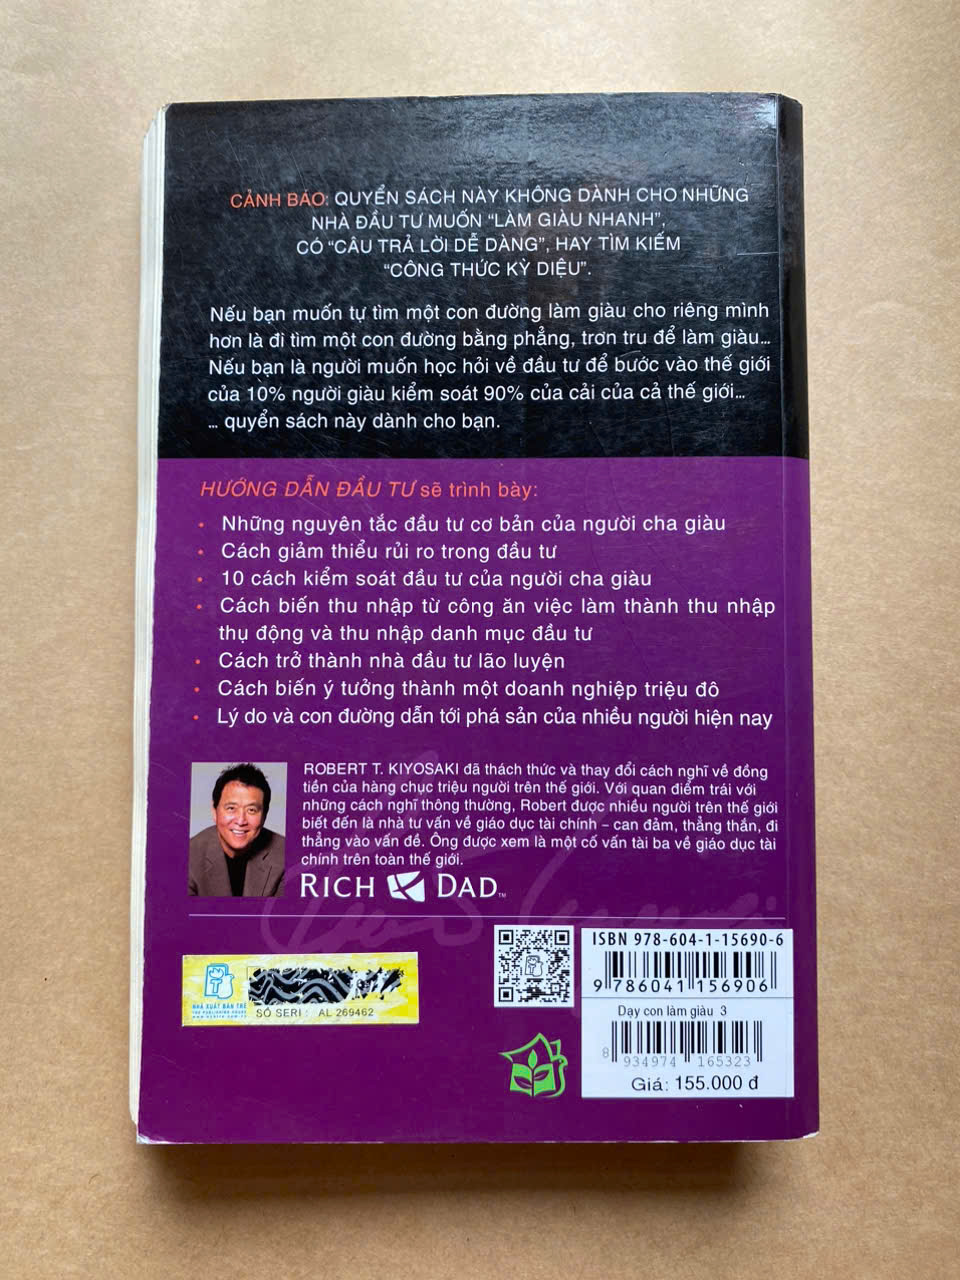 CẢNH BÁO: QUYỂN SÁCH NÀY KHÔNG DÀNH CHO NHỮNG
NHÀ ĐẦU TƯ MUỐN “LÀM GIÀU NHANH”,
CÓ “CÂU TRẢ LỜI DỄ DÀNG”, HAY TÌM KIẾM
“CÔNG THỨC KỲ DIỆU”.
Nếu bạn muốn tự tìm một con đường làm giàu cho riêng mình
hơn là đi tìm một con đường bằng phẳng, trơn tru để làm giàu...
Nếu bạn là người muốn học hỏi về đầu tư để bước vào thế giới
của 10% người giàu kiểm soát 90% của cải của cả thế giới...
... quyển sách này dành cho bạn.
HƯỚNG DẪN ĐẦU TƯ sẽ trình bày:
• Những nguyên tắc đầu tư cơ bản của người cha giàu
• Cách giảm thiểu rủi ro trong đầu tư
• 10 cách kiểm soát đầu tư của người cha giàu
• Cách biến thu nhập từ công ăn việc làm thành thu nhập
thụ động và thu nhập danh mục đầu tư
• Cách trở thành nhà đầu tư lão luyện
• Cách biến ý tưởng thành một doanh nghiệp triệu đô
• Lý do và con đường dẫn tới phá sản của nhiều người hiện nay
ROBERT T. KIYOSAKI đã thách thức và thay đổi cách nghĩ về đồng
tiền của hàng chục triệu người trên thế giới. Với quan điểm trái với
những cách nghĩ thông thường, Robert được nhiều người trên thế giới
biết đến là nhà tư vấn về giáo dục tài chính – can đảm, thẳng thắn, đi
thẳng vào vấn đề. Ông được xem là một cố vấn tài ba về giáo dục tài
chính trên toàn thế giới.
RICH DAD™
ISBN 978-604-1-15690-6
9 786041 156906
NHÀ XUẤT BẢN TRẺ
SỐ SERI : AL 269462
Dạy con làm giàu 3
8 934974 165323
Giá: 155.000 đ